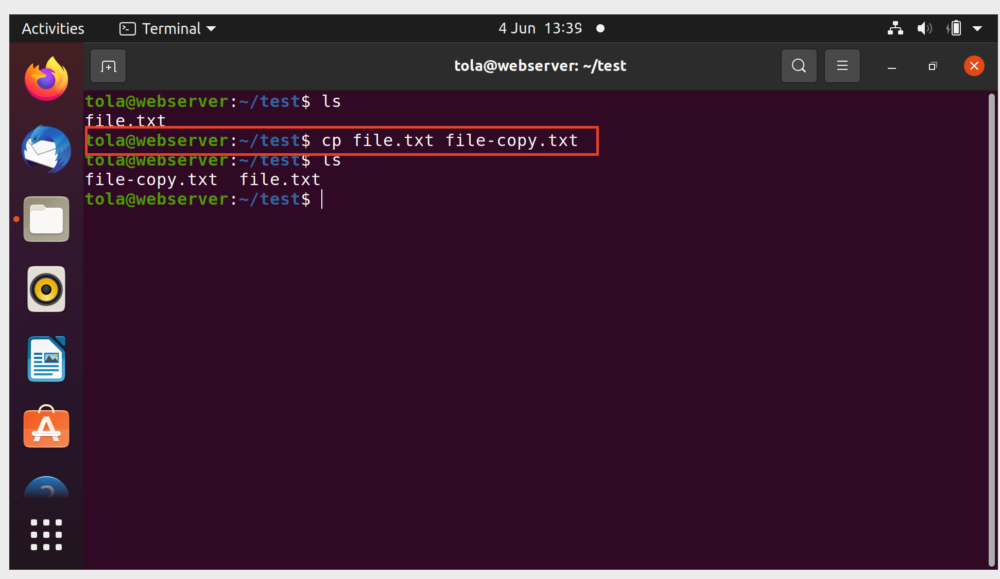 Activities Terminal 4 Jun 13:39
tola@webserver: ~/test
tola@webserver:~/test$ ls
file.txt
tola@webserver:~/test$ cp file.txt file-copy.txt
tola@webserver:~/test$ ls
file-copy.txt file.txt
tola@webserver:~/test$